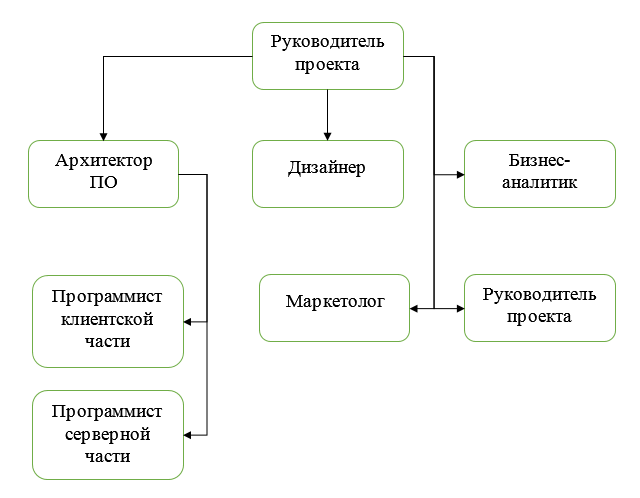 Руководитель
проекта
Архитектор
ПО
Дизайнер
Бизнес-
аналитик
Программист
клиентской
части
Маркетолог
Руководитель
проекта
Программист
серверной
части